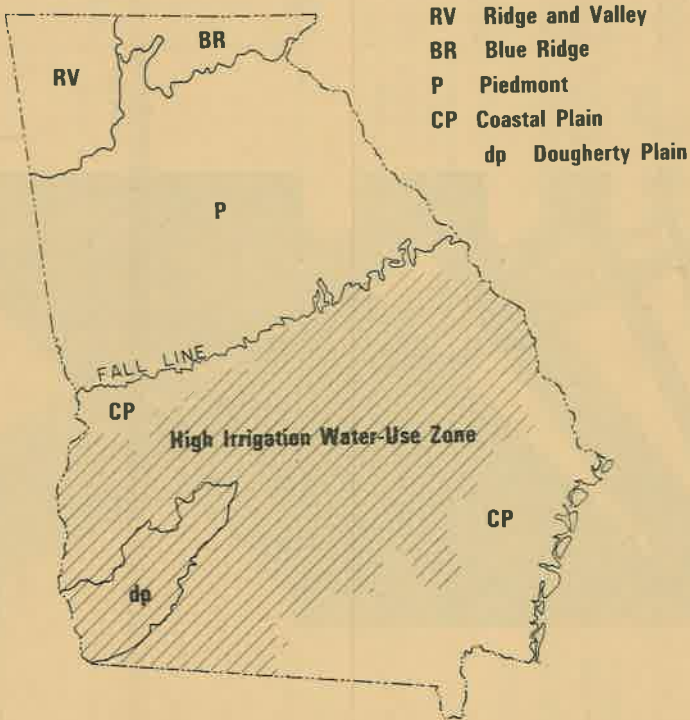 RV Ridge and Valley
BR Blue Ridge
P Piedmont
CP Coastal Plain
dp Dougherty Plain
BR
RV
P
FALL LINE
CP
High Irrigation Water-Use Zone
CP
dp